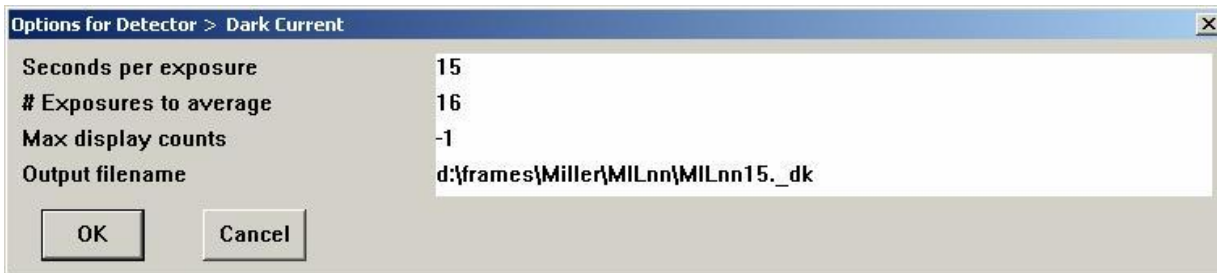 Options for Detector > Dark Current
Seconds per exposure 15
# Exposures to average 16
Max display counts -1
Output filename d:\frames\Miller\MILnn\MILnn15._dk
OK Cancel